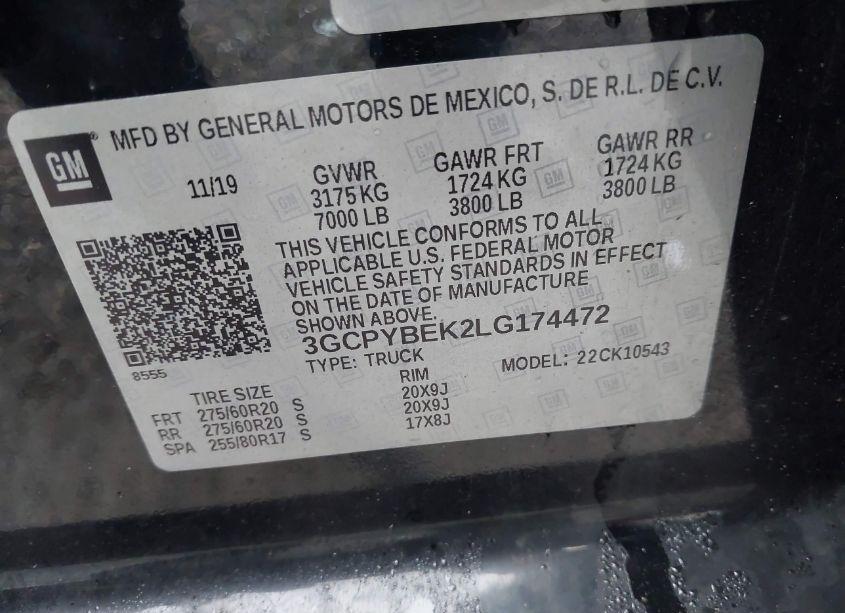 GM
MFD BY GENERAL MOTORS DE MEXICO, S. DE R.L. DE C.V.
11/19
GVWR
3175 KG
7000 LB
GAWR FRT
1724 KG
3800 LB
GAWR RR
1724 KG
3800 LB
THIS VEHICLE CONFORMS TO ALL
APPLICABLE U.S. FEDERAL MOTOR
VEHICLE SAFETY STANDARDS IN EFFECT
ON THE DATE OF MANUFACTURE
SHOWN ABOVE.
3GCPYBEK2LG174472
TYPE: TRUCK
MODEL: 22CK10543
8555
TIRE SIZE RIM
FRT 275/60R20 S 20X9J
RR 275/60R20 S 20X9J
SPA 255/80R17 S 17X8J